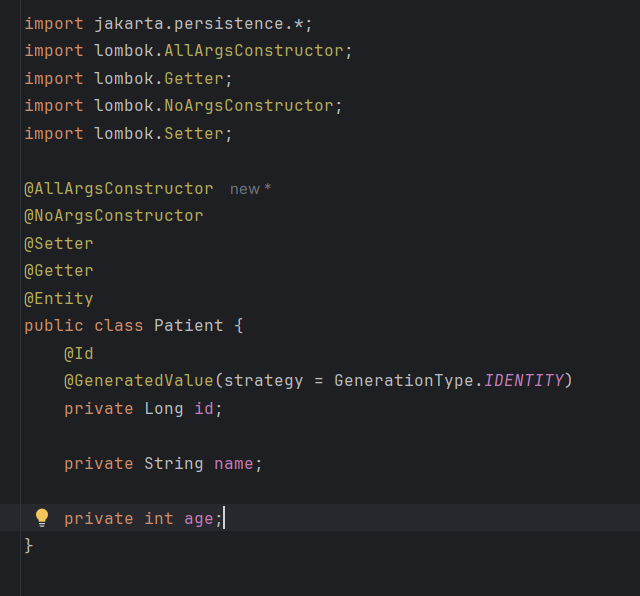 import jakarta.persistence.*;
import lombok.AllArgsConstructor;
import lombok.Getter;
import lombok.NoArgsConstructor;
import lombok.Setter;
@AllArgsConstructor new *
@NoArgsConstructor
@Setter
@Getter
@Entity
public class Patient {
@Id
@GeneratedValue(strategy = GenerationType.IDENTITY)
private Long id;
private String name;
private int age;
}